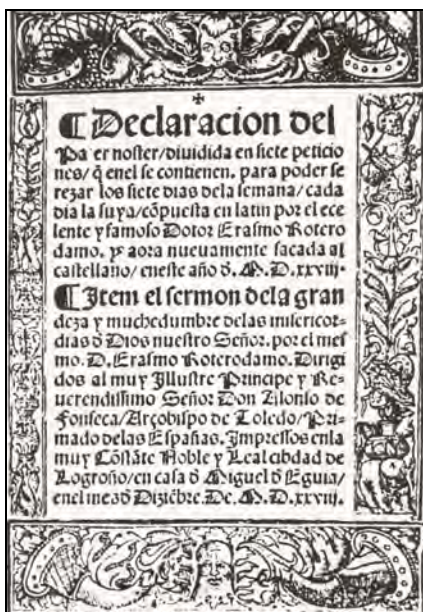 ✠
¶ Declaracion del
Pa er noster/diuidida en siete peticio
nes/q̃ enel se contienen. para poder se
rezar los siete dias dela semana/cada
dia la suya/cõpuesta en latin por el ece
lente y famoso Dotor Erasmo Rotero
damo. y aora nueuamente sacada al
castellano/eneste año d̃. M.D.xxviij.
¶ Item el sermon dela gran
deza y muchedumbre delas misericor-
dias d̃ Dios nuestro Señor. por el mes
mo. D. Erasmo Roterodamo. Dirigi
dos al muy Illustre Principe y Re-
uerendissimo Señor Don Alonso de
Fonseca/Arçobispo de Toledo/Pri-
mado delas Españas. Impressos enla
muy Cõstãte Noble y Leal cibdad de
Logroño/en casa d̃ Miguel d̃ Eguia/
enel mes d̃ Diziẽbre. De. M.D.xxviij.